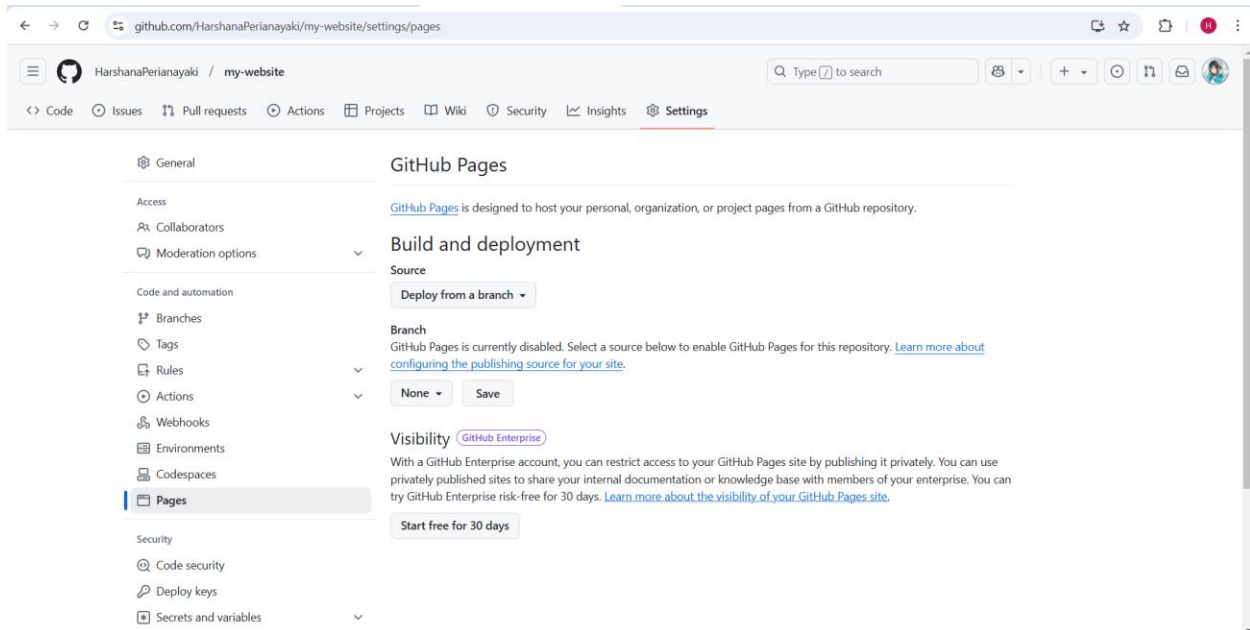 github.com/HarshanaPerianayaki/my-website/settings/pages
H
HarshanaPerianayaki / my-website
Type / to search
Code Issues Pull requests Actions Projects Wiki Security Insights Settings
General
Access
Collaborators
Moderation options
Code and automation
Branches
Tags
Rules
Actions
Webhooks
Environments
Codespaces
Pages
Security
Code security
Deploy keys
Secrets and variables
GitHub Pages
GitHub Pages is designed to host your personal, organization, or project pages from a GitHub repository.
Build and deployment
Source
Deploy from a branch
Branch
GitHub Pages is currently disabled. Select a source below to enable GitHub Pages for this repository. Learn more about
configuring the publishing source for your site.
None Save
Visibility GitHub Enterprise
With a GitHub Enterprise account, you can restrict access to your GitHub Pages site by publishing it privately. You can use
privately published sites to share your internal documentation or knowledge base with members of your enterprise. You can
try GitHub Enterprise risk-free for 30 days. Learn more about the visibility of your GitHub Pages site.
Start free for 30 days